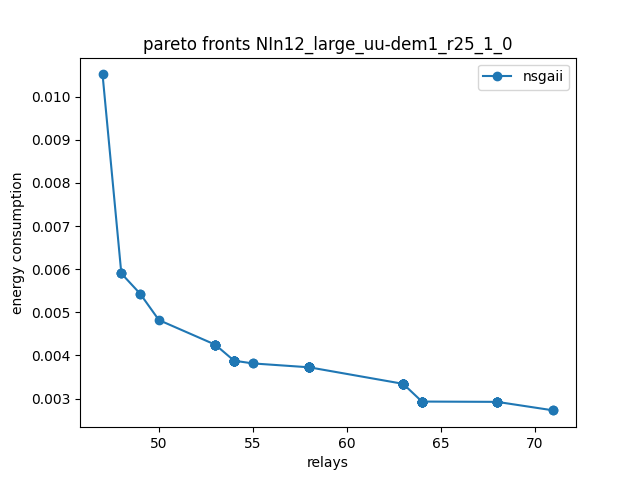 pareto fronts NIn12_large_uu-dem1_r25_1_0
nsgaii
0.010
0.009
0.008
0.007
0.006
0.005
0.004
0.003
energy consumption
50 55 60 65 70
relays